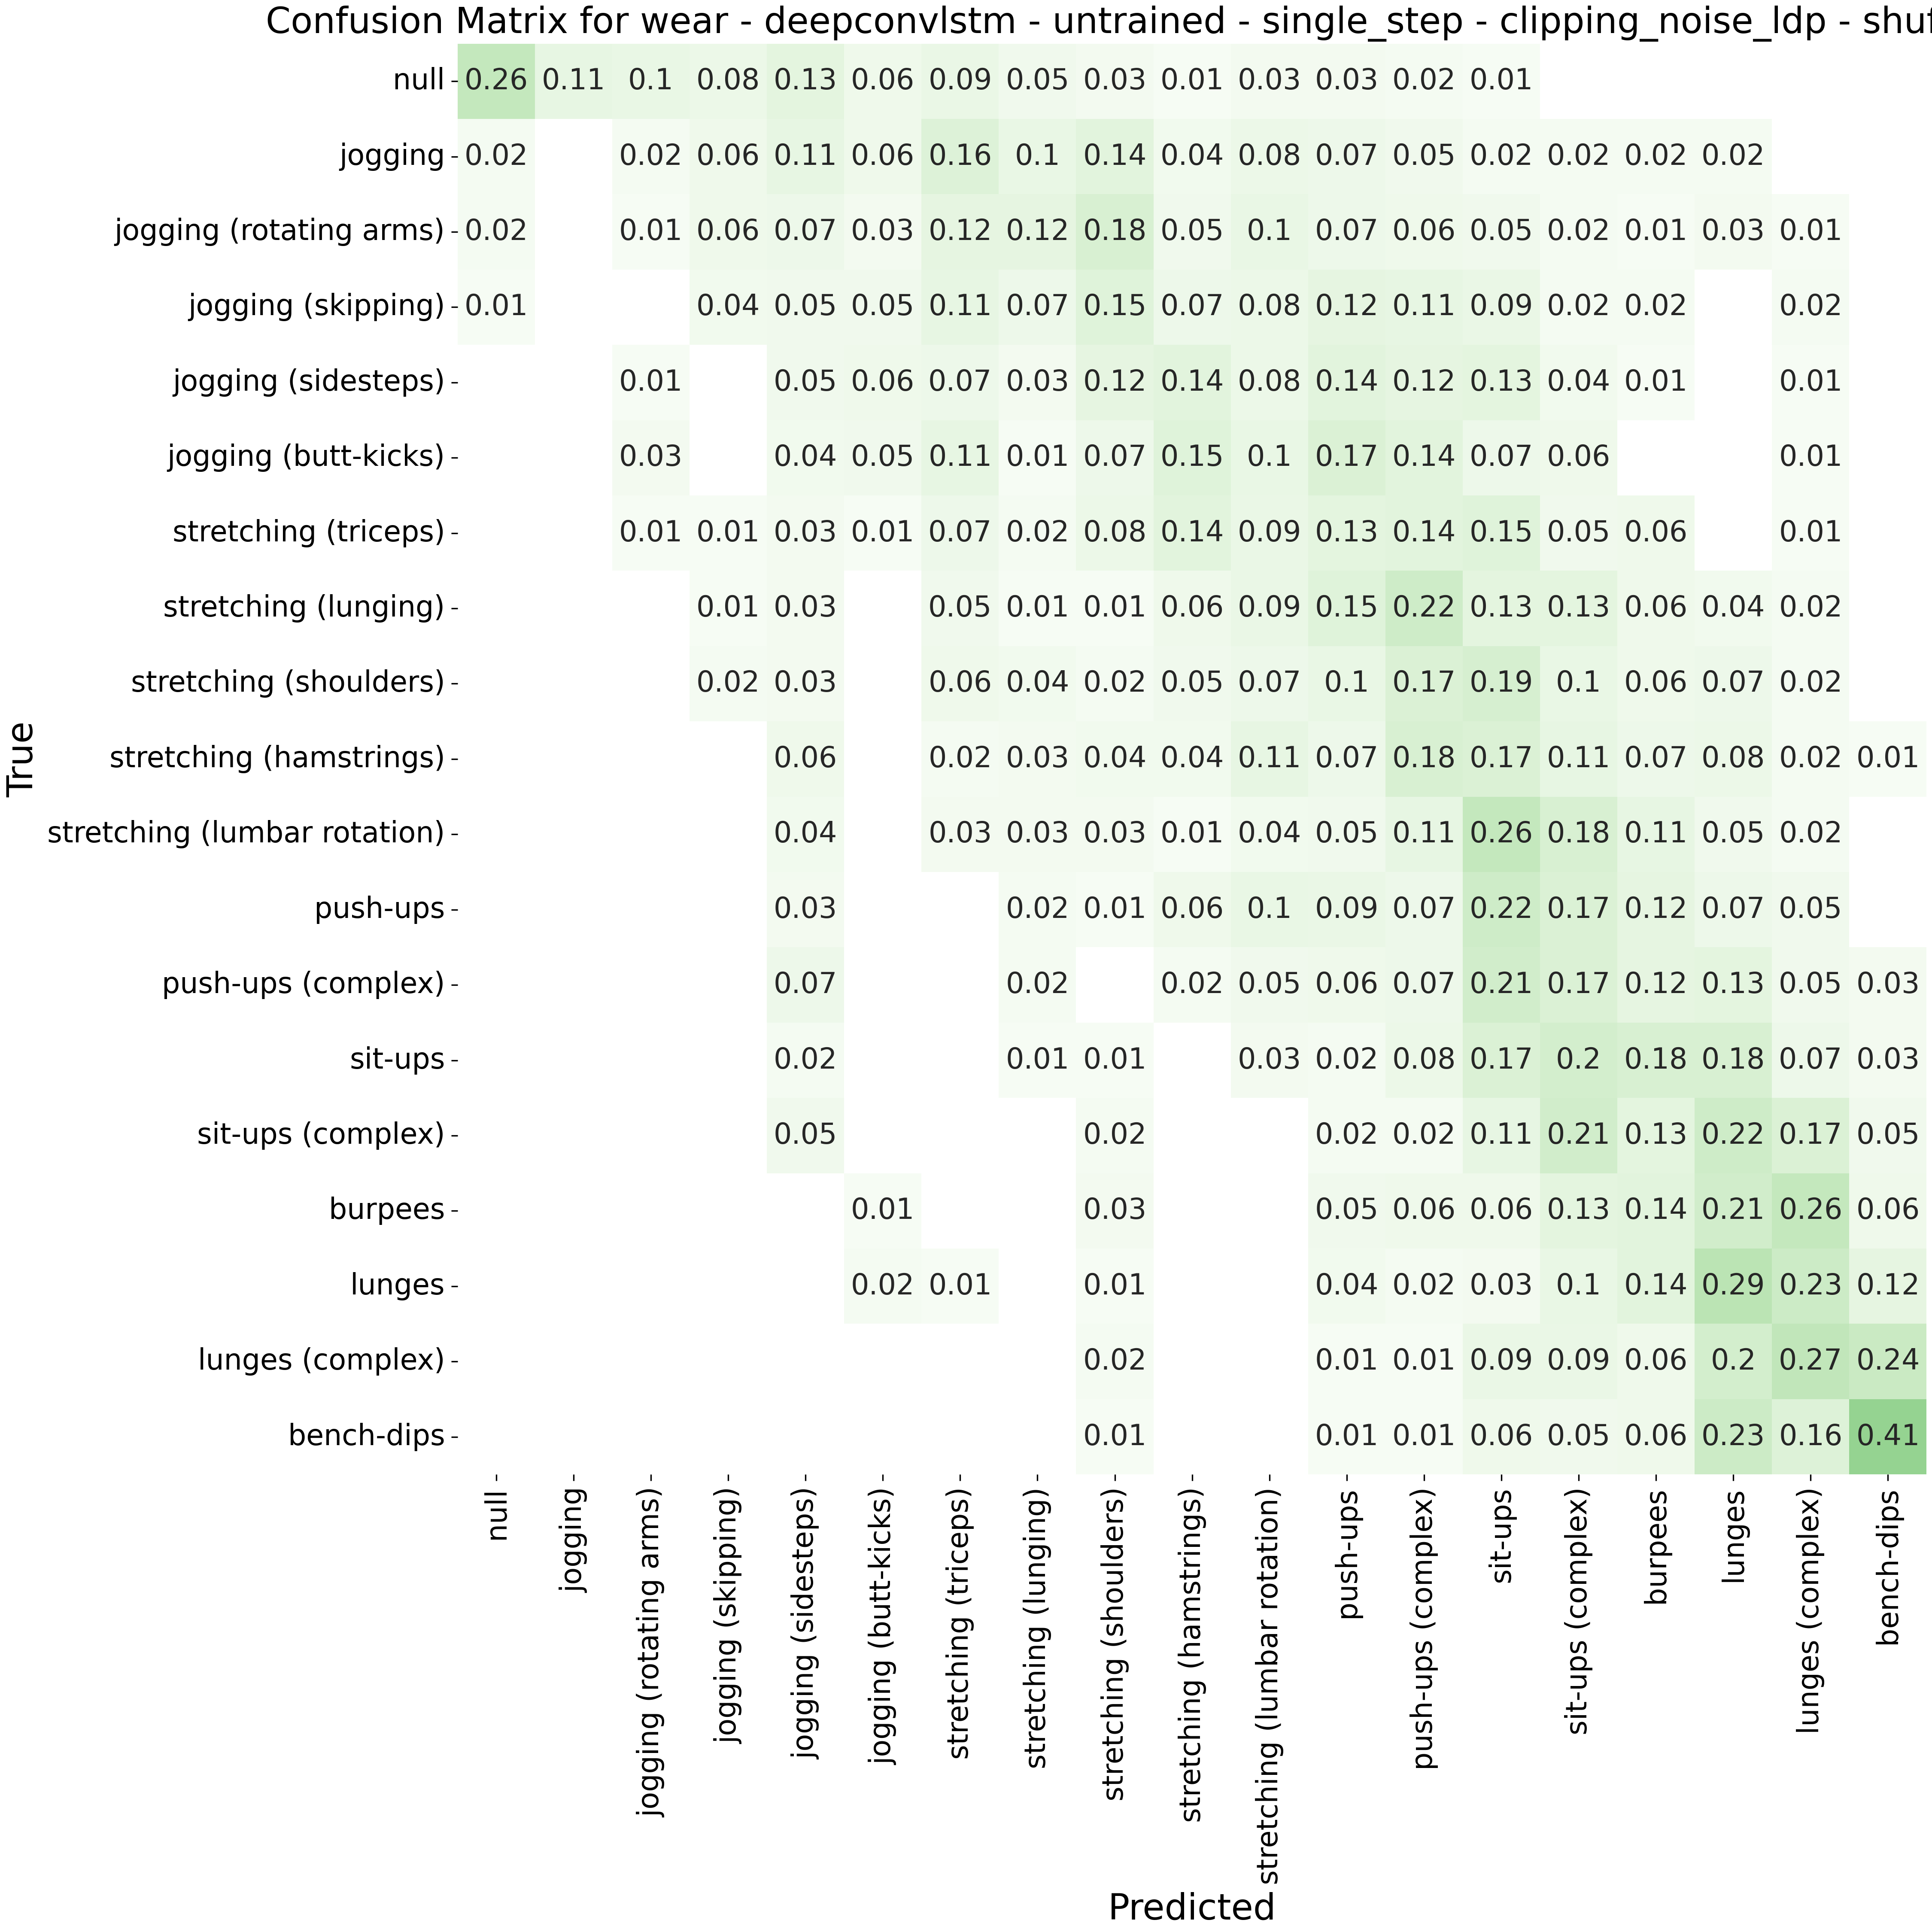 Confusion Matrix for wear - deepconvlstm - untrained - single_step - clipping_noise_ldp - shuf
null 0.26 0.11 0.1 0.08 0.13 0.06 0.09 0.05 0.03 0.01 0.03 0.03 0.02 0.01
jogging 0.02 0.02 0.06 0.11 0.06 0.16 0.1 0.14 0.04 0.08 0.07 0.05 0.02 0.02 0.02 0.02
jogging (rotating arms) 0.02 0.01 0.06 0.07 0.03 0.12 0.12 0.18 0.05 0.1 0.07 0.06 0.05 0.02 0.01 0.03 0.01
jogging (skipping) 0.01 0.04 0.05 0.05 0.11 0.07 0.15 0.07 0.08 0.12 0.11 0.09 0.02 0.02 0.02
jogging (sidesteps) 0.01 0.05 0.06 0.07 0.03 0.12 0.14 0.08 0.14 0.12 0.13 0.04 0.01 0.01
jogging (butt-kicks) 0.03 0.04 0.05 0.11 0.01 0.07 0.15 0.1 0.17 0.14 0.07 0.06 0.01
stretching (triceps) 0.01 0.01 0.03 0.01 0.07 0.02 0.08 0.14 0.09 0.13 0.14 0.15 0.05 0.06 0.01
stretching (lunging) 0.01 0.03 0.05 0.01 0.01 0.06 0.09 0.15 0.22 0.13 0.13 0.06 0.04 0.02
stretching (shoulders) 0.02 0.03 0.06 0.04 0.02 0.05 0.07 0.1 0.17 0.19 0.1 0.06 0.07 0.02
stretching (hamstrings) 0.06 0.02 0.03 0.04 0.04 0.11 0.07 0.18 0.17 0.11 0.07 0.08 0.02 0.01
stretching (lumbar rotation) 0.04 0.03 0.03 0.03 0.01 0.04 0.05 0.11 0.26 0.18 0.11 0.05 0.02
push-ups 0.03 0.02 0.01 0.06 0.1 0.09 0.07 0.22 0.17 0.12 0.07 0.05
push-ups (complex) 0.07 0.02 0.02 0.05 0.06 0.07 0.21 0.17 0.12 0.13 0.05 0.03
sit-ups 0.02 0.01 0.01 0.03 0.02 0.08 0.17 0.2 0.18 0.18 0.07 0.03
sit-ups (complex) 0.05 0.02 0.02 0.02 0.11 0.21 0.13 0.22 0.17 0.05
burpees 0.01 0.03 0.05 0.06 0.06 0.13 0.14 0.21 0.26 0.06
lunges 0.02 0.01 0.01 0.04 0.02 0.03 0.1 0.14 0.29 0.23 0.12
lunges (complex) 0.02 0.01 0.01 0.09 0.09 0.06 0.2 0.27 0.24
bench-dips 0.01 0.01 0.01 0.06 0.05 0.06 0.23 0.16 0.41
True
null
jogging
jogging (rotating arms)
jogging (skipping)
jogging (sidesteps)
jogging (butt-kicks)
stretching (triceps)
stretching (lunging)
stretching (shoulders)
stretching (hamstrings)
stretching (lumbar rotation)
push-ups
push-ups (complex)
sit-ups
sit-ups (complex)
burpees
lunges
lunges (complex)
bench-dips
Predicted